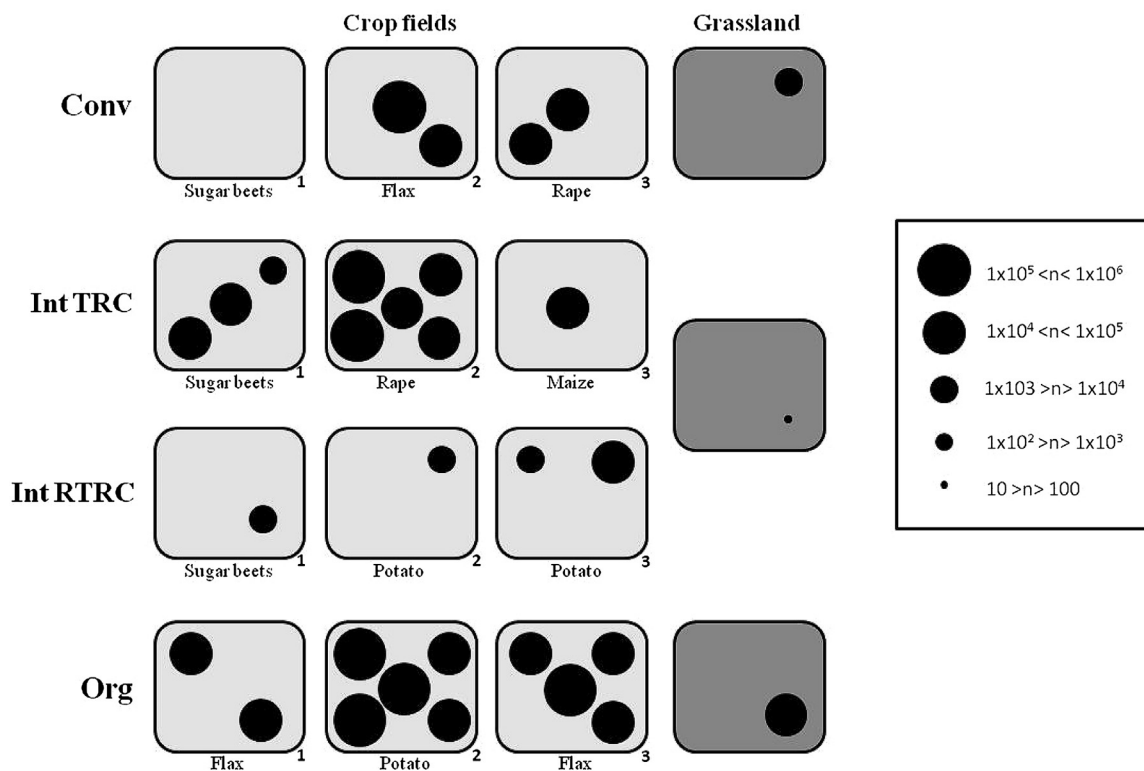 Crop fields Grassland
Conv
Sugar beets 1 Flax 2 Rape 3
Int TRC
Sugar beets 1 Rape 2 Maize 3
Int RTRC
Sugar beets 1 Potato 2 Potato 3
Org
Flax 1 Potato 2 Flax 3
1x10⁵ <n< 1x10⁶
1x10⁴ <n< 1x10⁵
1x103 >n> 1x10⁴
1x10² >n> 1x10³
10 >n> 100